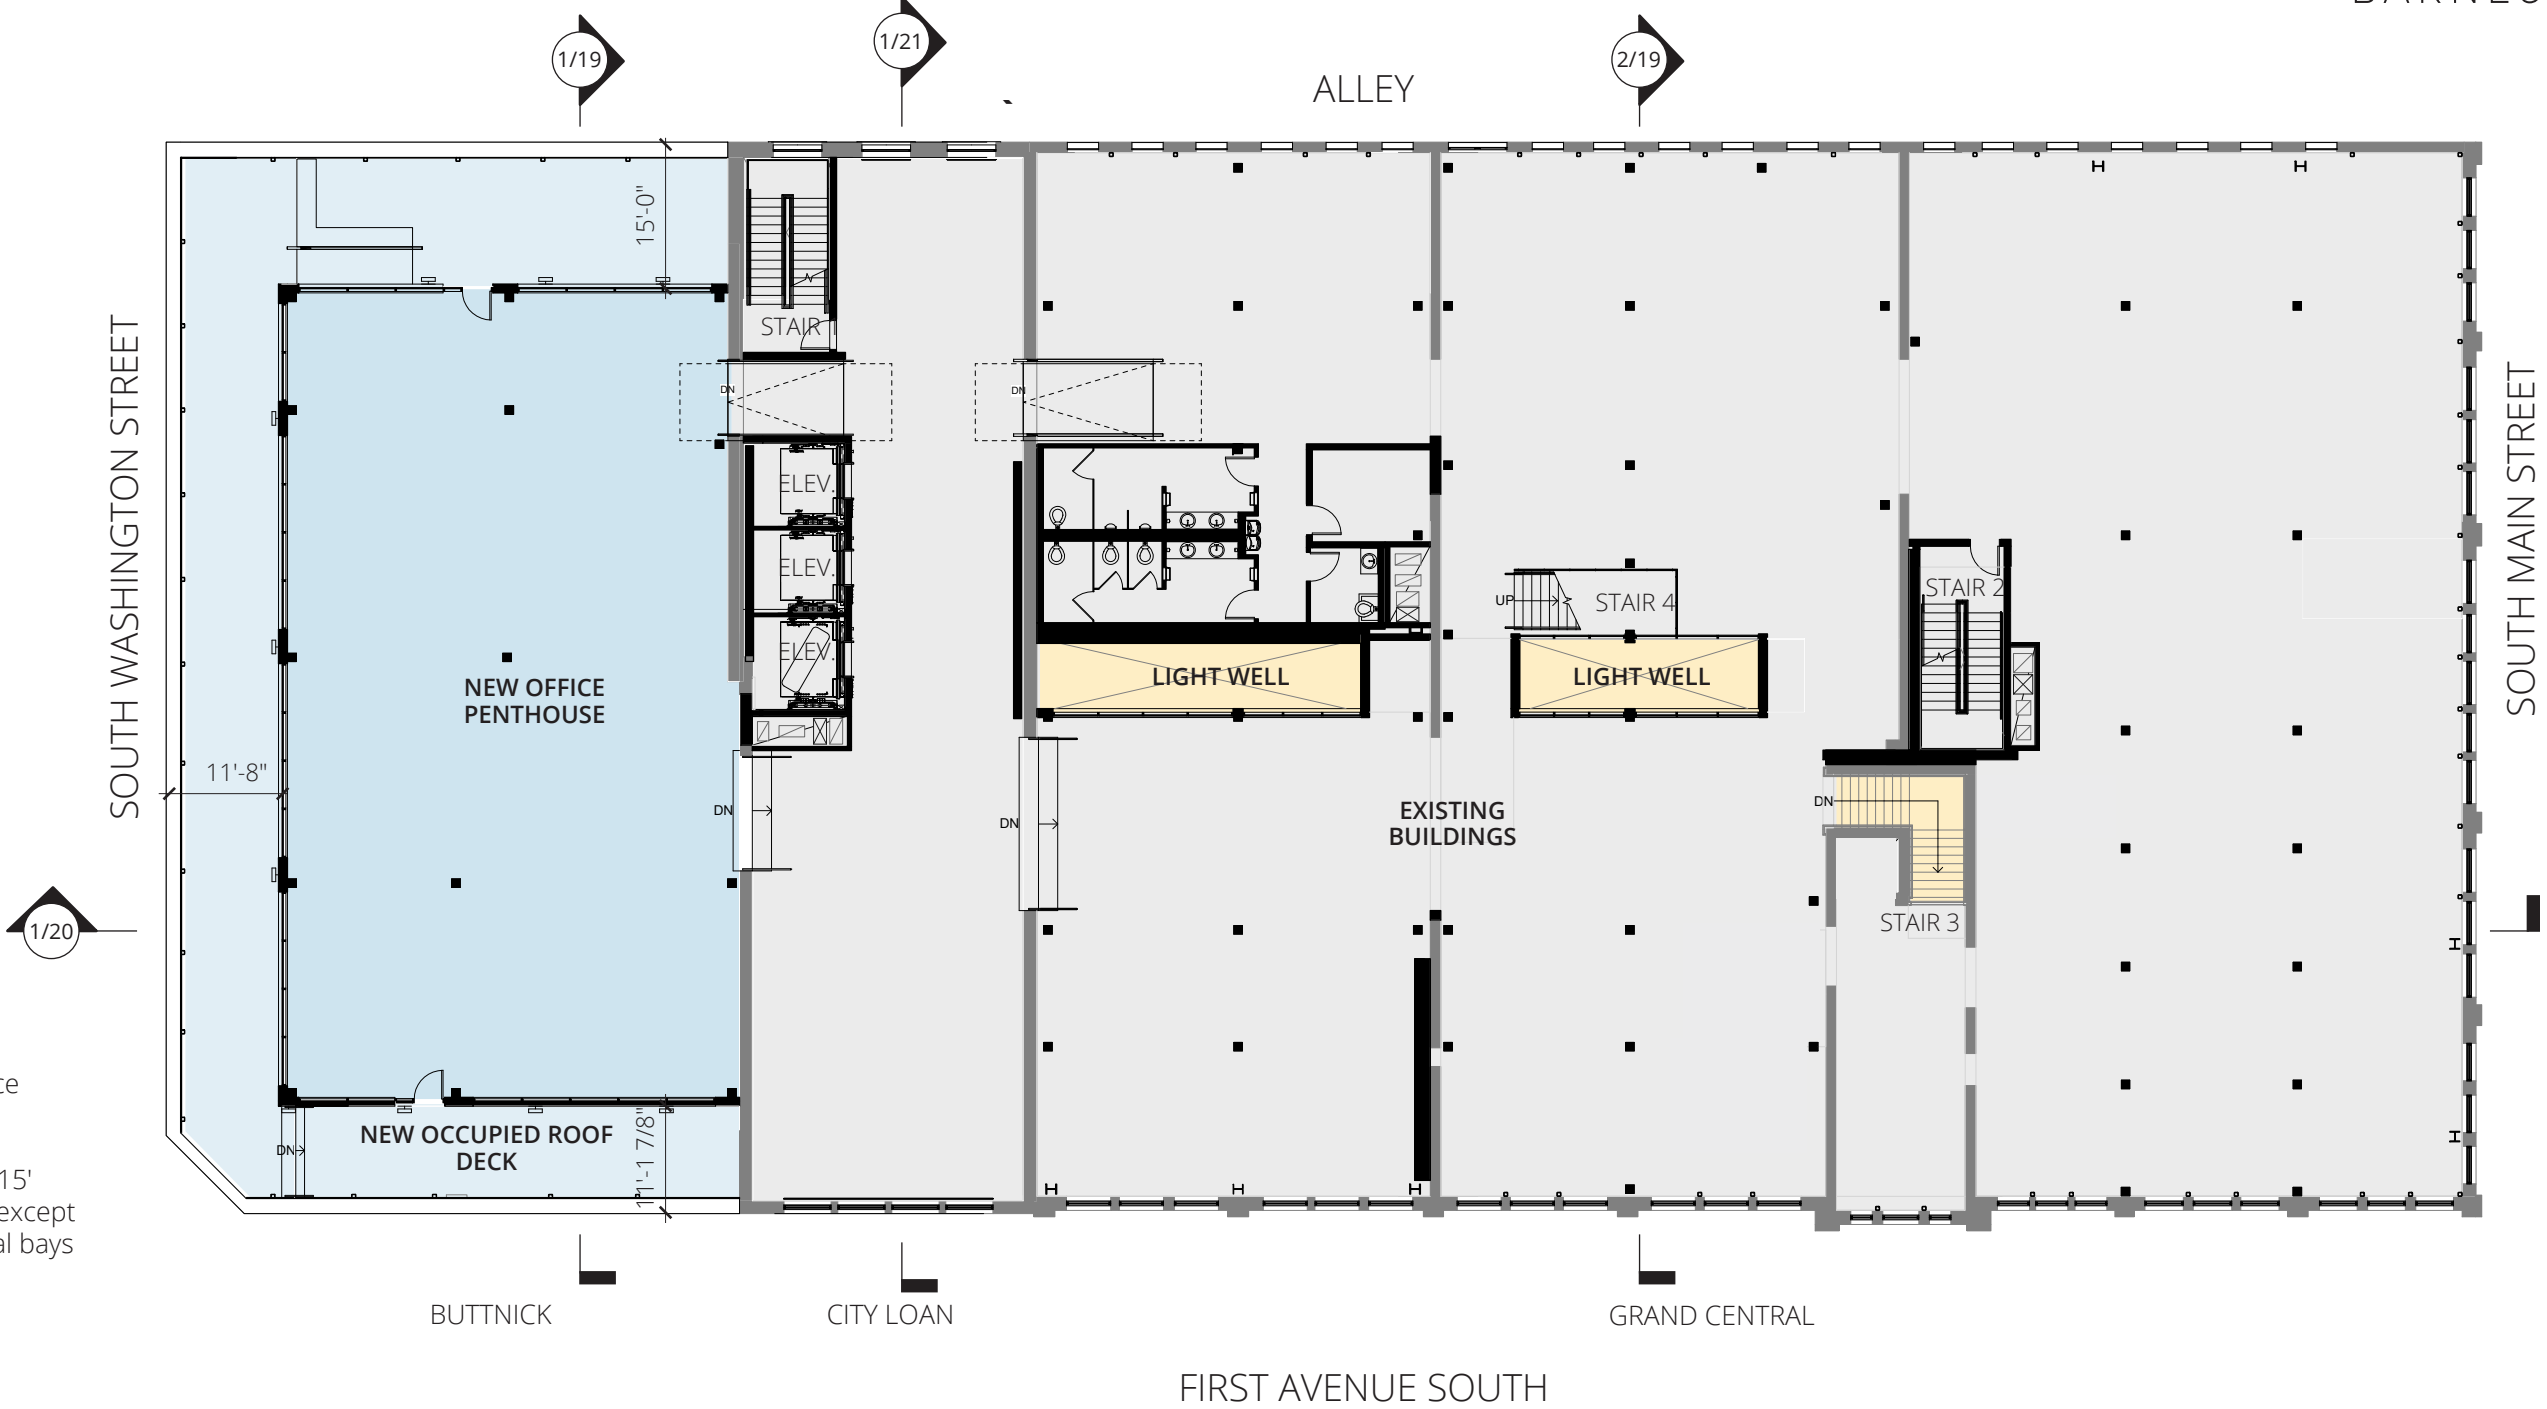 1/19
1/21
2/19
ALLEY
15'-0"
STAIR
DN
DN
SOUTH WASHINGTON STREET
SOUTH MAIN STREET
ELEV.
ELEV.
ELEV.
UP
STAIR 4
STAIR 2
LIGHT WELL
LIGHT WELL
NEW OFFICE
PENTHOUSE
11'-8"
DN
DN
EXISTING
BUILDINGS
DN
STAIR 3
1/20
NEW OCCUPIED ROOF
DECK
DN
11'-1 7/8"
15'
except
bays
BUTTNICK
CITY LOAN
GRAND CENTRAL
FIRST AVENUE SOUTH